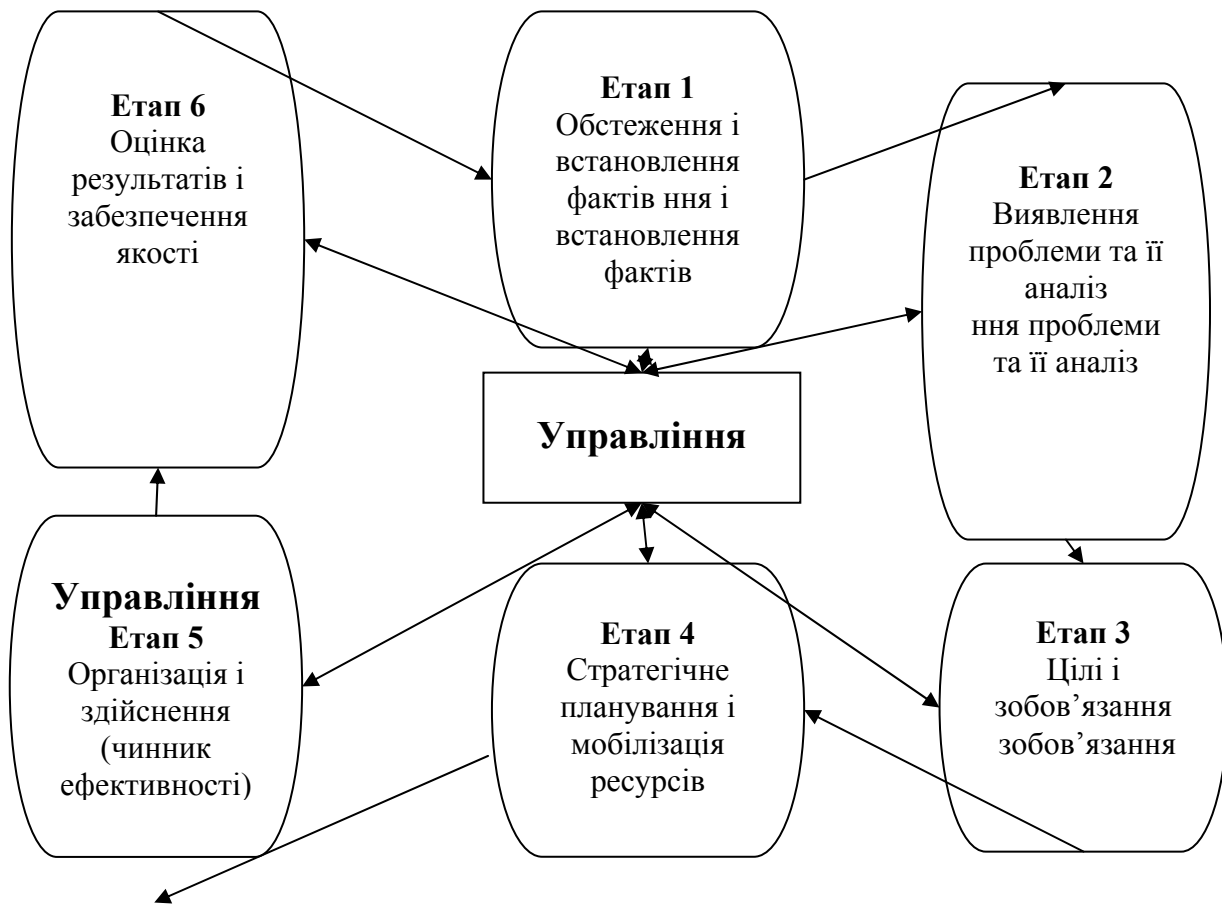 Етап 6
Оцінка
результатів і
забезпечення
якості
Етап 1
Обстеження і
встановлення
фактів ння і
встановлення
фактів
Етап 2
Виявлення
проблеми та її
аналіз
ння проблеми
та її аналіз
Управління
Управління
Етап 5
Організація і
здійснення
(чинник
ефективності)
Етап 4
Стратегічне
планування і
мобілізація
ресурсів
Етап 3
Цілі і
зобов’язання
зобов’язання